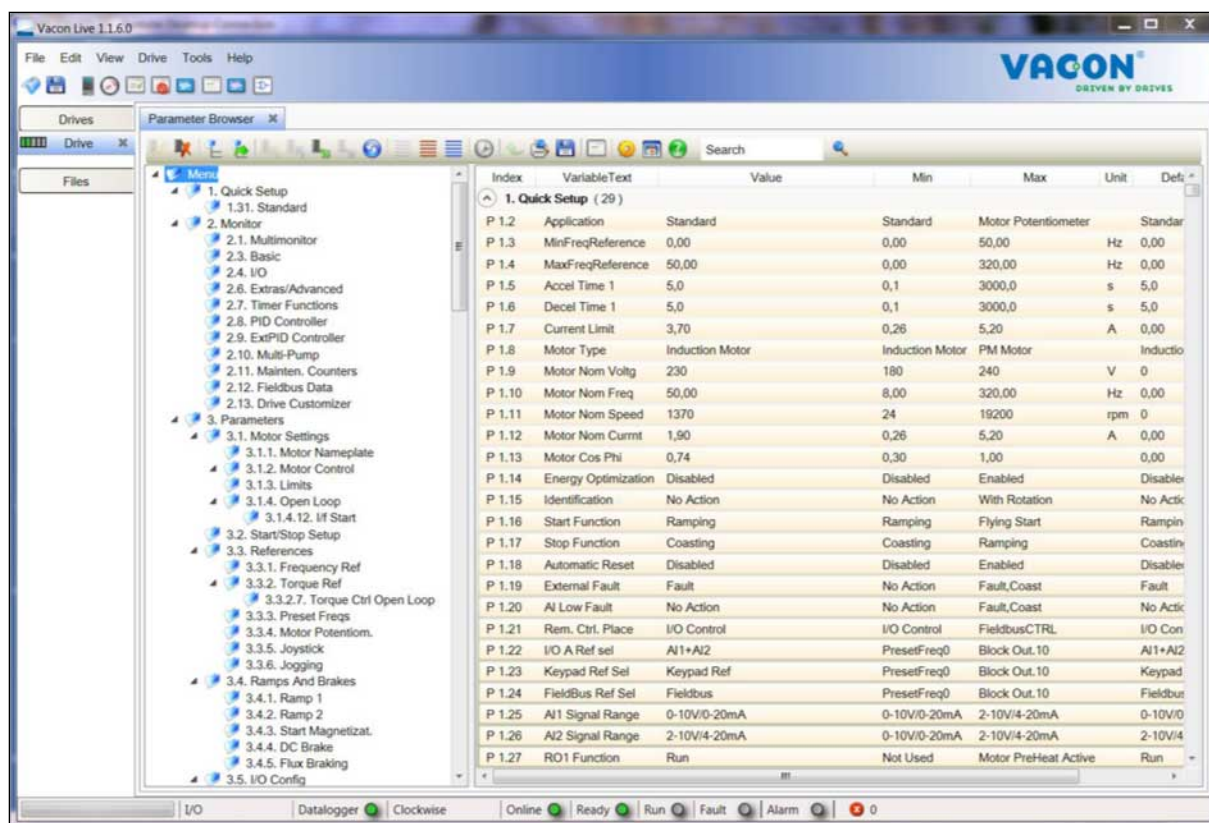 Vacon Live 1.1.6.0
File Edit View Drive Tools Help
VACON®
DRIVEN BY DRIVES
Drives
Drive
Files
Parameter Browser
Search
Menu
1. Quick Setup
1.31. Standard
2. Monitor
2.1. Multimonitor
2.3. Basic
2.4. I/O
2.6. Extras/Advanced
2.7. Timer Functions
2.8. PID Controller
2.9. ExtPID Controller
2.10. Multi-Pump
2.11. Mainten. Counters
2.12. Fieldbus Data
2.13. Drive Customizer
3. Parameters
3.1. Motor Settings
3.1.1. Motor Nameplate
3.1.2. Motor Control
3.1.3. Limits
3.1.4. Open Loop
3.1.4.12. I/f Start
3.2. Start/Stop Setup
3.3. References
3.3.1. Frequency Ref
3.3.2. Torque Ref
3.3.2.7. Torque Ctrl Open Loop
3.3.3. Preset Freqs
3.3.4. Motor Potentiom.
3.3.5. Joystick
3.3.6. Jogging
3.4. Ramps And Brakes
3.4.1. Ramp 1
3.4.2. Ramp 2
3.4.3. Start Magnetizat.
3.4.4. DC Brake
3.4.5. Flux Braking
3.5. I/O Config
Index VariableText Value Min Max Unit Defa
1. Quick Setup (29)
P 1.2 Application Standard Standard Motor Potentiometer Standar
P 1.3 MinFreqReference 0,00 0,00 50,00 Hz 0,00
P 1.4 MaxFreqReference 50,00 0,00 320,00 Hz 0,00
P 1.5 Accel Time 1 5,0 0,1 3000,0 s 5,0
P 1.6 Decel Time 1 5,0 0,1 3000,0 s 5,0
P 1.7 Current Limit 3,70 0,26 5,20 A 0,00
P 1.8 Motor Type Induction Motor Induction Motor PM Motor Inductio
P 1.9 Motor Nom Voltg 230 180 240 V 0
P 1.10 Motor Nom Freq 50,00 8,00 320,00 Hz 0,00
P 1.11 Motor Nom Speed 1370 24 19200 rpm 0
P 1.12 Motor Nom Currnt 1,90 0,26 5,20 A 0,00
P 1.13 Motor Cos Phi 0,74 0,30 1,00 0,00
P 1.14 Energy Optimization Disabled Disabled Enabled Disable
P 1.15 Identification No Action No Action With Rotation No Actic
P 1.16 Start Function Ramping Ramping Flying Start Rampin
P 1.17 Stop Function Coasting Coasting Ramping Coastin
P 1.18 Automatic Reset Disabled Disabled Enabled Disable
P 1.19 External Fault Fault No Action Fault,Coast Fault
P 1.20 AI Low Fault No Action No Action Fault,Coast No Actic
P 1.21 Rem. Ctrl. Place I/O Control I/O Control FieldbusCTRL I/O Con
P 1.22 I/O A Ref sel AI1+AI2 PresetFreq0 Block Out.10 AI1+AI2
P 1.23 Keypad Ref Sel Keypad Ref PresetFreq0 Block Out.10 Keypad
P 1.24 FieldBus Ref Sel Fieldbus PresetFreq0 Block Out.10 Fieldbus
P 1.25 AI1 Signal Range 0-10V/0-20mA 0-10V/0-20mA 2-10V/4-20mA 0-10V/0
P 1.26 AI2 Signal Range 2-10V/4-20mA 0-10V/0-20mA 2-10V/4-20mA 2-10V/4
P 1.27 RO1 Function Run Not Used Motor PreHeat Active Run
I/O Datalogger Clockwise Online Ready Run Fault Alarm 0